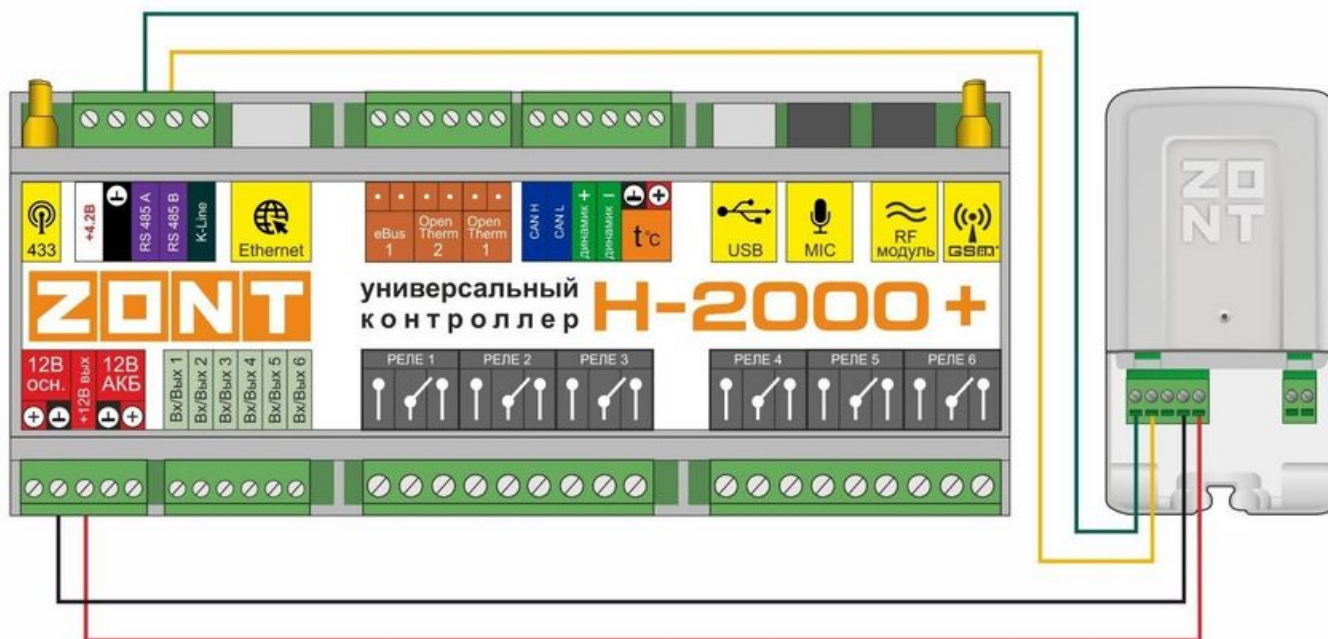 433
+4.2В
RS 485 A
RS 485 B
K-Line
Ethernet
eBus 1
Open Therm 2
Open Therm 1
CAN H
CAN L
динамик +
динамик –
t°C
USB
MIC
RF модуль
GSM
ZONT
универсальный
контроллер
H-2000+
12В осн.
+12В вых
12В АКБ
Вх/Вых 1
Вх/Вых 2
Вх/Вых 3
Вх/Вых 4
Вх/Вых 5
Вх/Вых 6
РЕЛЕ 1
РЕЛЕ 2
РЕЛЕ 3
РЕЛЕ 4
РЕЛЕ 5
РЕЛЕ 6
ZO
NT